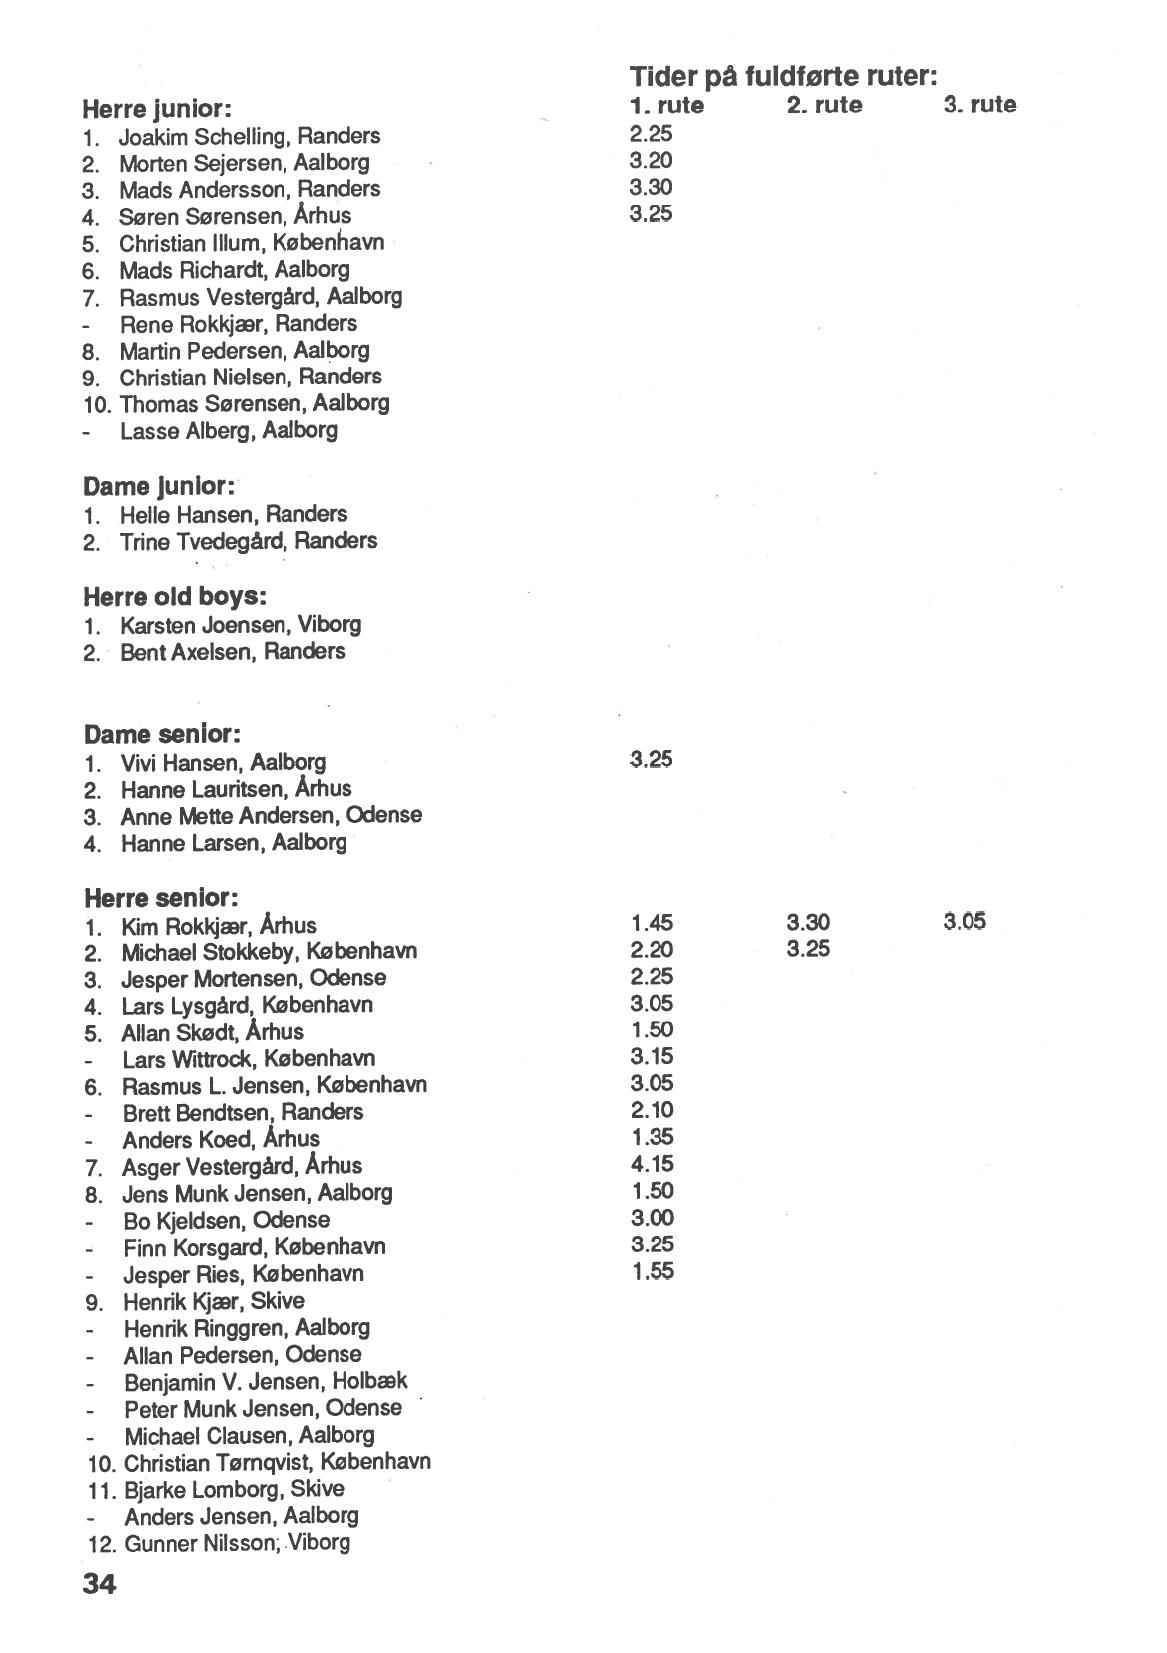 Tider på fuldførte ruter:
Herre junior: 1. rute 2. rute 3. rute
1. Joakim Schelling, Randers 2.25
2. Morten Sejersen, Aalborg 3.20
3. Mads Andersson, Randers 3.30
4. Søren Sørensen, Århus 3.25
5. Christian Illum, København
6. Mads Richardt, Aalborg
7. Rasmus Vestergård, Aalborg
- Rene Rokkjær, Randers
8. Martin Pedersen, Aalborg
9. Christian Nielsen, Randers
10. Thomas Sørensen, Aalborg
- Lasse Alberg, Aalborg
Dame junior:
1. Helle Hansen, Randers
2. Trine Tvedegård, Randers
Herre old boys:
1. Karsten Joensen, Viborg
2. Bent Axelsen, Randers
Dame senior:
1. Vivi Hansen, Aalborg 3.25
2. Hanne Lauritsen, Århus
3. Anne Mette Andersen, Odense
4. Hanne Larsen, Aalborg
Herre senior:
1. Kim Rokkjær, Århus 1.45 3.30 3.05
2. Michael Stokkeby, København 2.20 3.25
3. Jesper Mortensen, Odense 2.25
4. Lars Lysgård, København 3.05
5. Allan Skødt, Århus 1.50
- Lars Wittrock, København 3.15
6. Rasmus L. Jensen, København 3.05
- Brett Bendtsen, Randers 2.10
- Anders Koed, Århus 1.35
7. Asger Vestergård, Århus 4.15
8. Jens Munk Jensen, Aalborg 1.50
- Bo Kjeldsen, Odense 3.00
- Finn Korsgard, København 3.25
- Jesper Ries, København 1.55
9. Henrik Kjær, Skive
- Henrik Ringgren, Aalborg
- Allan Pedersen, Odense
- Benjamin V. Jensen, Holbæk
- Peter Munk Jensen, Odense
- Michael Clausen, Aalborg
10. Christian Tørnqvist, København
11. Bjarke Lomborg, Skive
- Anders Jensen, Aalborg
12. Gunner Nilsson, Viborg
34